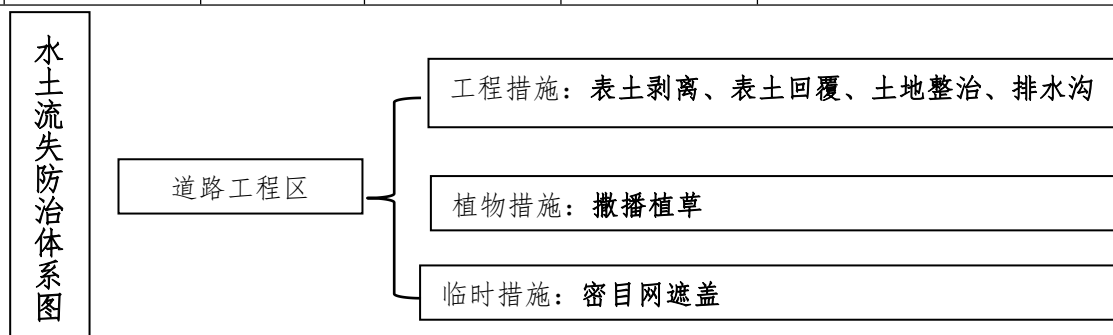 水土流失防治体系图
工程措施：表土剥离、表土回覆、土地整治、排水沟
道路工程区
植物措施：撒播植草
临时措施：密目网遮盖